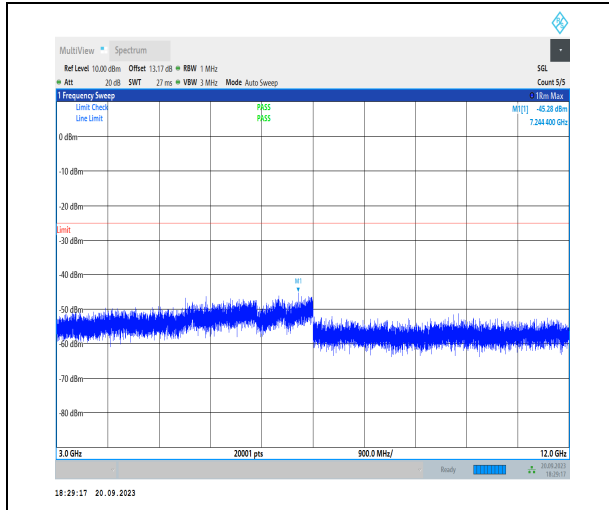 MultiView Spectrum
Ref Level 10.00 dBm Offset 13.17 dB RBW 1 MHz SGL
Att 20 dB SWT 27 ms VBW 3 MHz Mode Auto Sweep Count 5/5
1 Frequency Sweep 1Rm Max
Limit Check PASS M1[1] -45.28 dBm
Line Limit PASS 7.244 400 GHz
0 dBm
-10 dBm
-20 dBm
Limit
-30 dBm
-40 dBm
M1
-50 dBm
-60 dBm
-70 dBm
-80 dBm
3.0 GHz 20001 pts 900.0 MHz/ 12.0 GHz
Ready 20.09.2023
18:29:17
18:29:17 20.09.2023